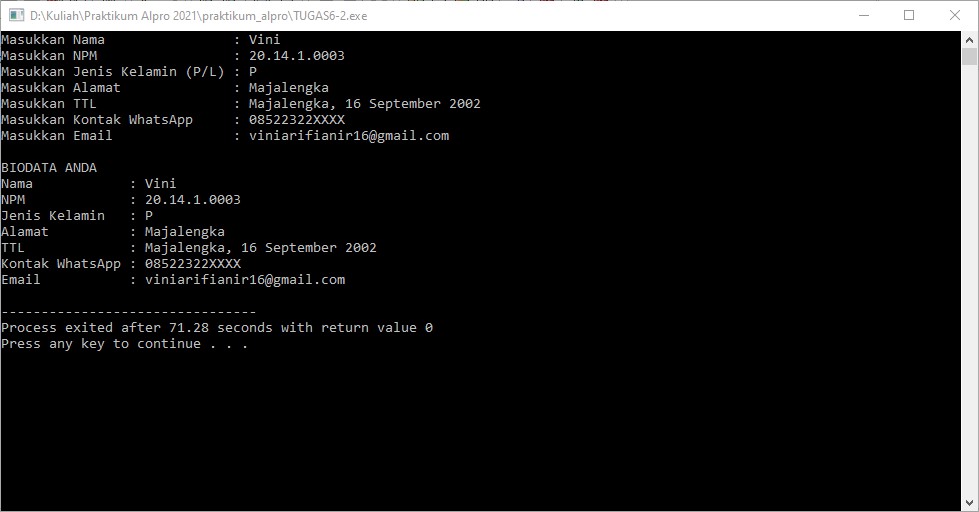 D:\Kuliah\Praktikum Alpro 2021\praktikum_alpro\TUGAS6-2.exe
Masukkan Nama                : Vini
Masukkan NPM                 : 20.14.1.0003
Masukkan Jenis Kelamin (P/L) : P
Masukkan Alamat              : Majalengka
Masukkan TTL                 : Majalengka, 16 September 2002
Masukkan Kontak WhatsApp     : 08522322XXXX
Masukkan Email               : viniarifianir16@gmail.com

BIODATA ANDA
Nama            : Vini
NPM             : 20.14.1.0003
Jenis Kelamin   : P
Alamat          : Majalengka
TTL             : Majalengka, 16 September 2002
Kontak WhatsApp : 08522322XXXX
Email           : viniarifianir16@gmail.com

--------------------------------
Process exited after 71.28 seconds with return value 0
Press any key to continue . . .